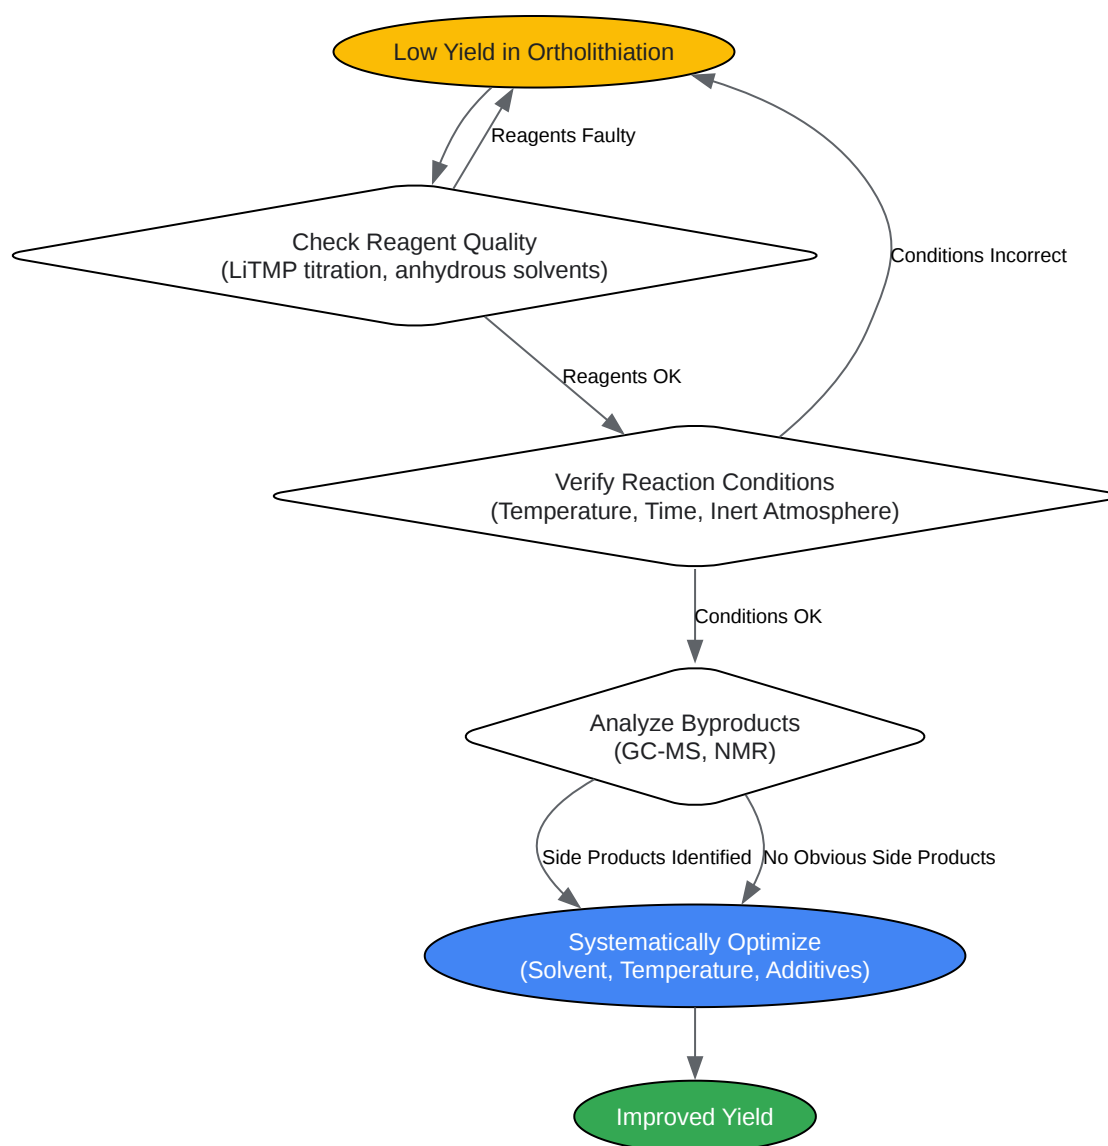 Low Yield in Ortholithiation
Reagents Faulty
Check Reagent Quality
(LiTMP titration, anhydrous solvents)
Conditions Incorrect
Reagents OK
Verify Reaction Conditions
(Temperature, Time, Inert Atmosphere)
Conditions OK
Analyze Byproducts
(GC-MS, NMR)
Side Products Identified
No Obvious Side Products
Systematically Optimize
(Solvent, Temperature, Additives)
Improved Yield